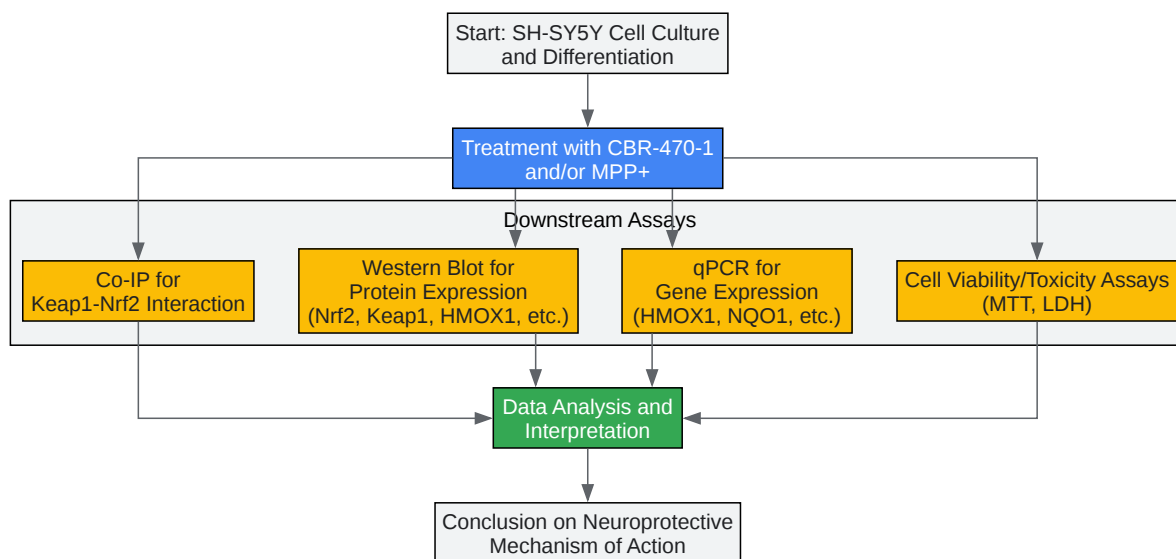 Start: SH-SY5Y Cell Culture
and Differentiation
Treatment with CBR-470-1
and/or MPP+
Downstream Assays
Co-IP for
Keap1-Nrf2 Interaction
Western Blot for
Protein Expression
(Nrf2, Keap1, HMOX1, etc.)
qPCR for
Gene Expression
(HMOX1, NQO1, etc.)
Cell Viability/Toxicity Assays
(MTT, LDH)
Data Analysis and
Interpretation
Conclusion on Neuroprotective
Mechanism of Action